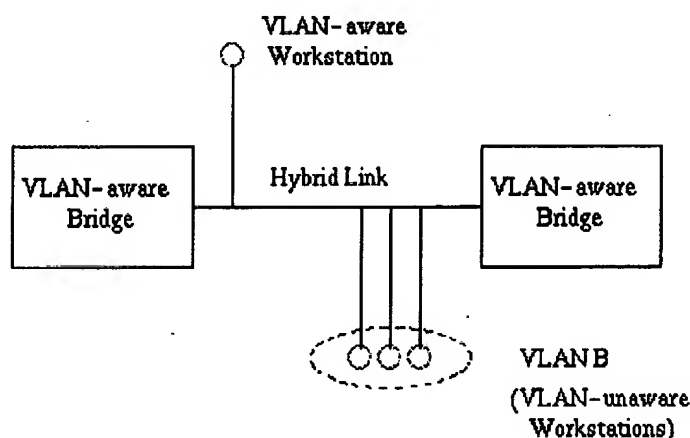 VLAN-aware
Workstation
VLAN-aware
Bridge
Hybrid Link
VLAN-aware
Bridge
VLAN B
(VLAN-unaware
Workstations)